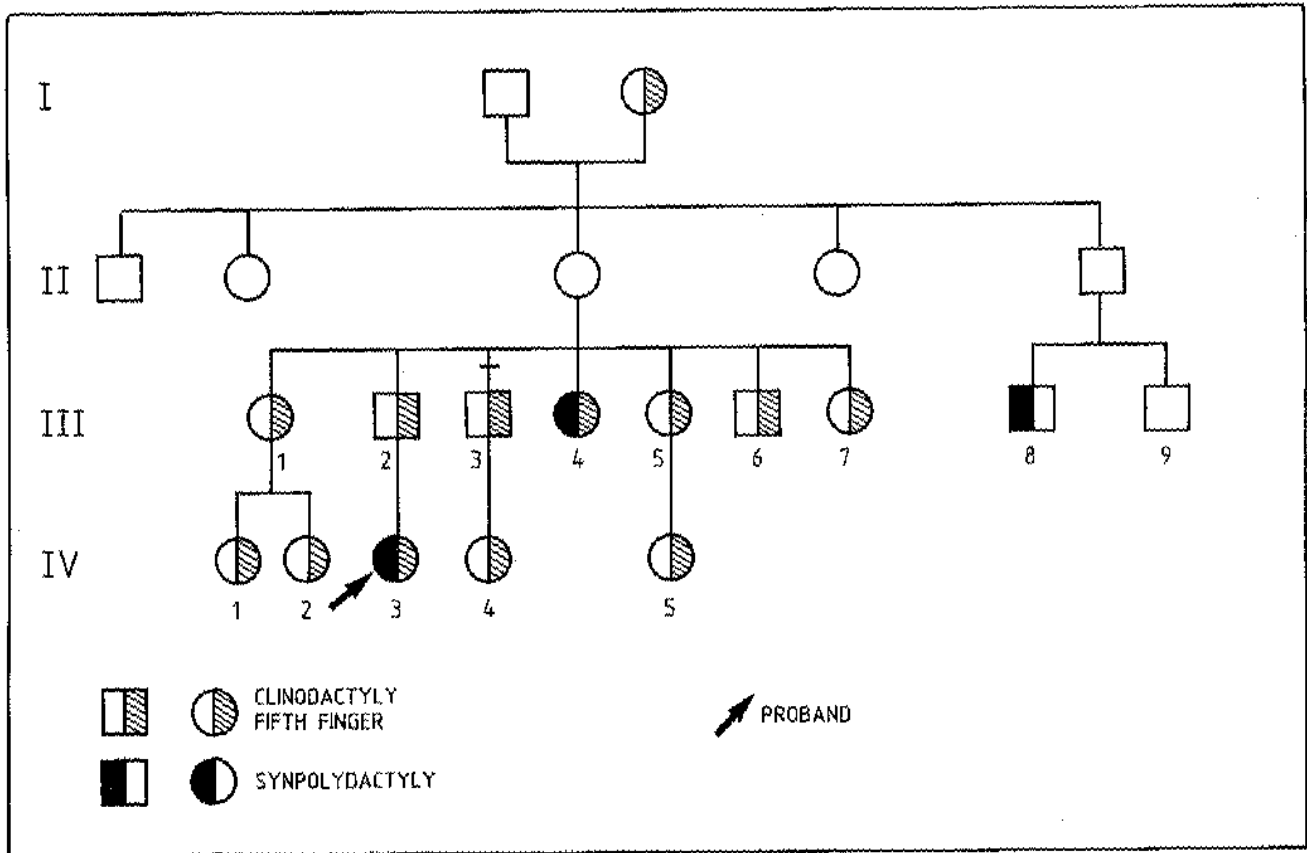 I
II
III
1 2 3 4 5 6 7 8 9
IV
1 2 3 4 5
CLINODACTYLY
FIFTH FINGER
PROBAND
SYNPOLYDACTYLY